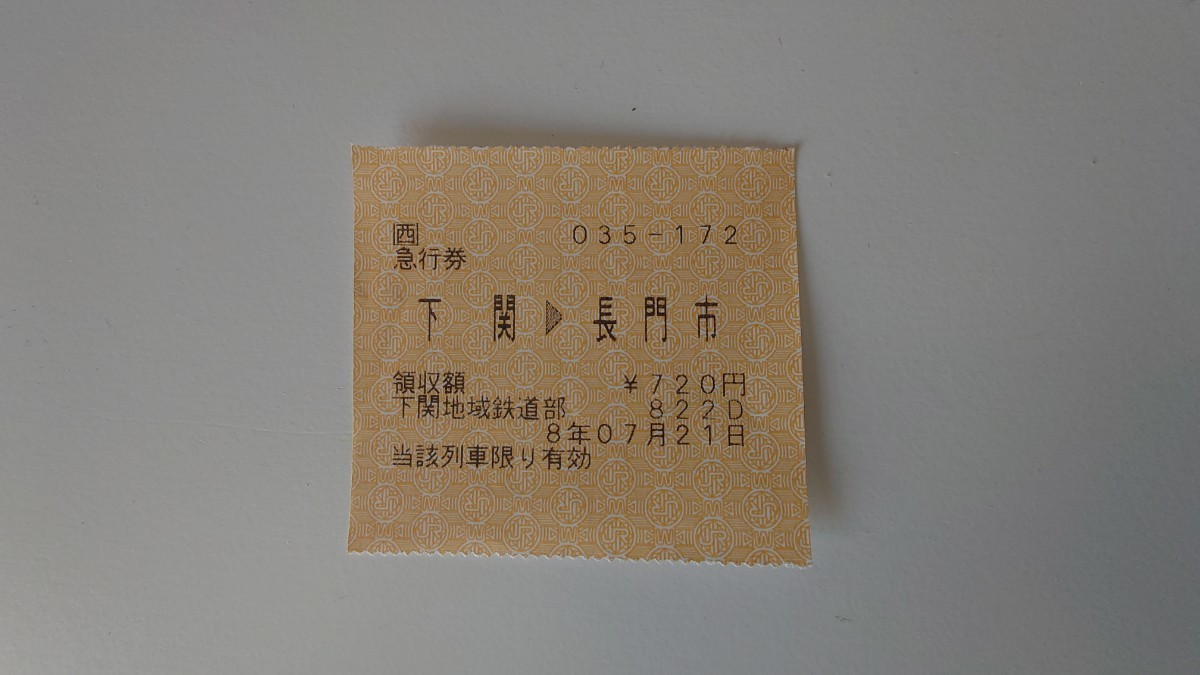 西 035-172
急行券
下関▶長門市
領収額 ¥720円
下関地域鉄道部 822D
8年07月21日
当該列車限り有効